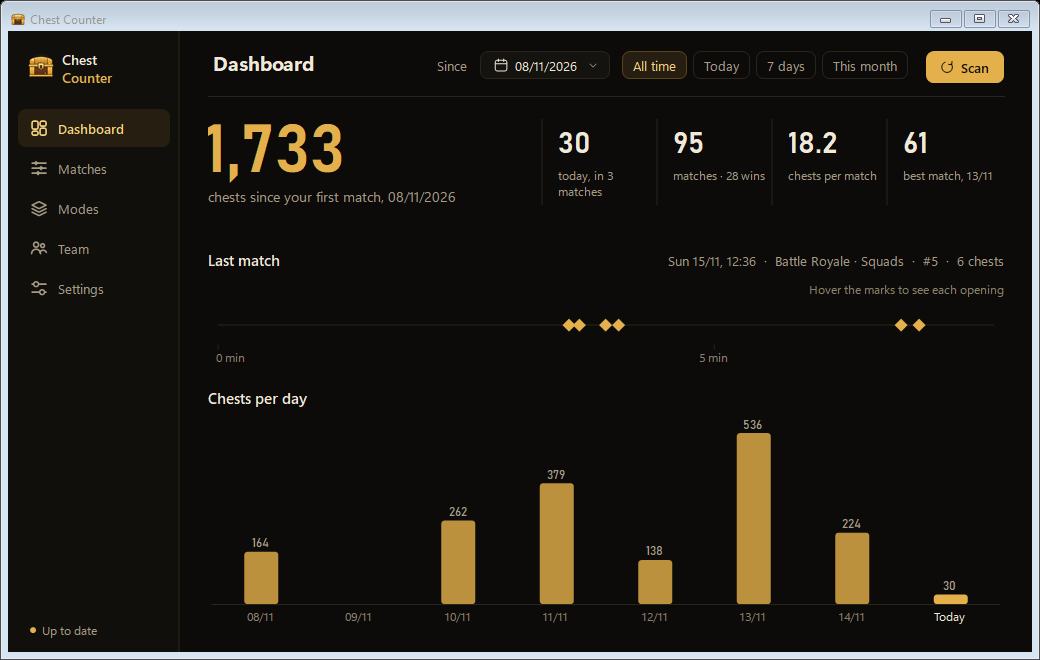 Chest Counter
Chest
Counter
Dashboard
Matches
Modes
Team
Settings
Up to date
Dashboard
Since
08/11/2026
All time
Today
7 days
This month
Scan
1,733
chests since your first match, 08/11/2026
30
today, in 3
matches
95
matches · 28 wins
18.2
chests per match
61
best match, 13/11
Last match
Sun 15/11, 12:36 · Battle Royale · Squads · #5 · 6 chests
Hover the marks to see each opening
0 min
5 min
Chests per day
164
262
379
138
536
224
30
08/11
09/11
10/11
11/11
12/11
13/11
14/11
Today